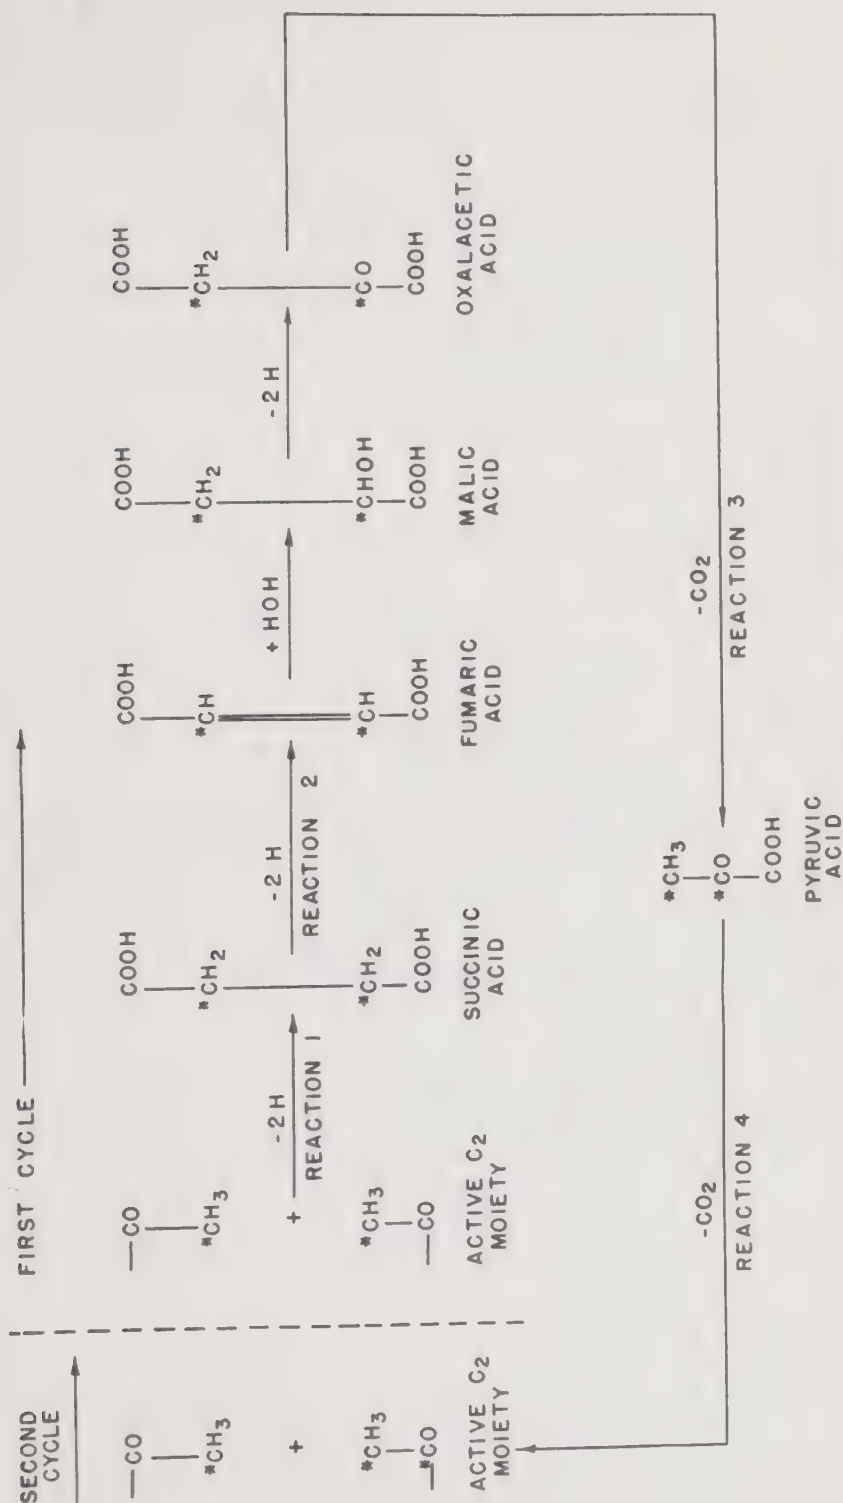 SECOND
CYCLE
FIRST CYCLE
—CO
*CH3
+
*CH3
—*CO
ACTIVE C2
MOIETY
—CO
*CH3
+
*CH3
—CO
ACTIVE C2
MOIETY
-2H
REACTION 1
COOH
*CH2
*CH2
COOH
SUCCINIC
ACID
-2H
REACTION 2
COOH
*CH
*CH
COOH
FUMARIC
ACID
+ HOH
COOH
*CH2
*CHOH
COOH
MALIC
ACID
-2H
COOH
*CH2
*CO
COOH
OXALACETIC
ACID
-CO2
REACTION 3
*CH3
*CO
COOH
PYRUVIC
ACID
-CO2
REACTION 4